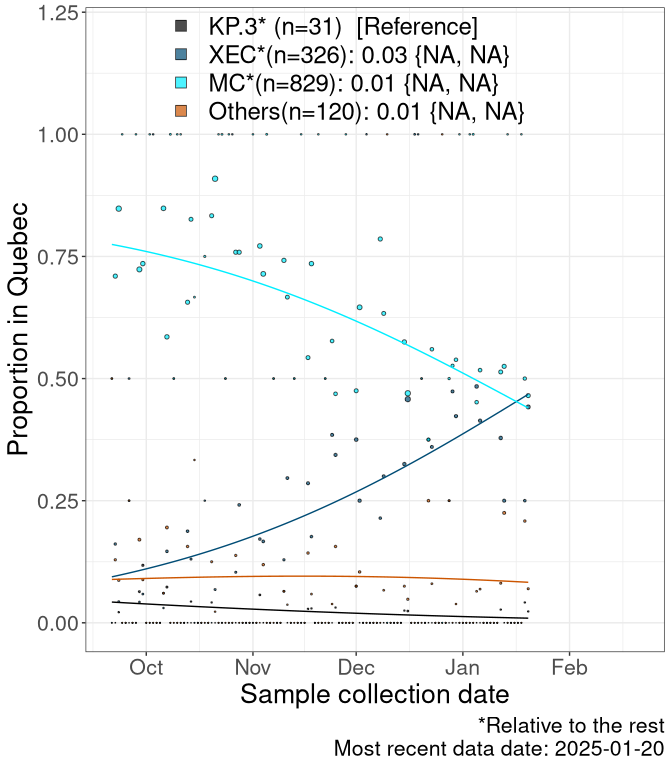 KP.3* (n=31)  [Reference]
XEC*(n=326): 0.03 {NA, NA}
MC*(n=829): 0.01 {NA, NA}
Others(n=120): 0.01 {NA, NA}
1.25
1.00
0.75
0.50
0.25
0.00
Proportion in Quebec
Oct Nov Dec Jan Feb
Sample collection date
*Relative to the rest
Most recent data date: 2025-01-20